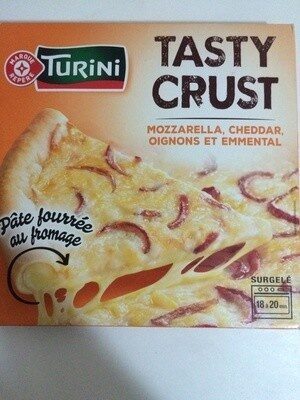 MARQUE
REPÈRE
TURINI
TASTY
CRUST
MOZZARELLA, CHEDDAR,
OIGNONS ET EMMENTAL
Pâte fourrée
au fromage
SURGELÉ
18 à 20 min